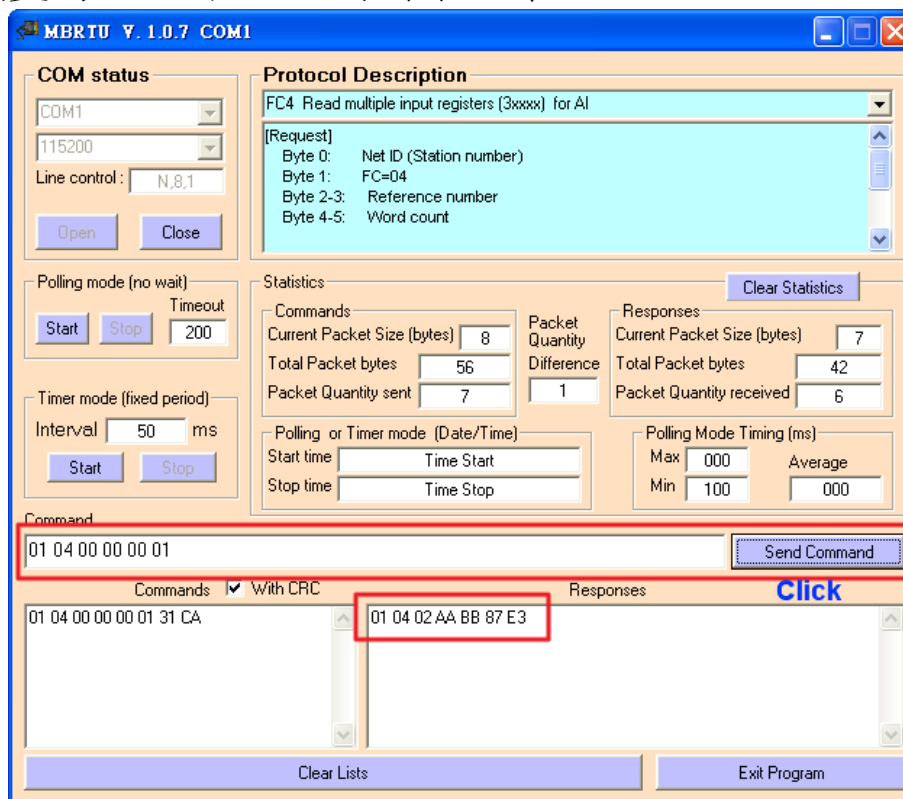 MBRTU V. 1.0.7 COM1
COM status
COM1
115200
Line control :
N,8,1
Open
Close
Protocol Description
FC4 Read multiple input registers (3xxxx) for AI
[Request]
Byte 0: Net ID (Station number)
Byte 1: FC=04
Byte 2-3: Reference number
Byte 4-5: Word count
Polling mode (no wait)
Timeout
Start
Stop
200
Timer mode (fixed period)
Interval 50 ms
Start
Stop
Statistics
Clear Statistics
Commands
Current Packet Size (bytes) 8
Total Packet bytes 56
Packet Quantity sent 7
Packet
Quantity
Difference
1
Responses
Current Packet Size (bytes) 7
Total Packet bytes 42
Packet Quantity received 6
Polling or Timer mode (Date/Time)
Start time Time Start
Stop time Time Stop
Polling Mode Timing (ms)
Max 000
Min 100
Average
000
Command
01 04 00 00 00 01
Send Command
Click
Commands
With CRC
Responses
01 04 00 00 00 01 31 CA
01 04 02 AA BB 87 E3
Clear Lists
Exit Program